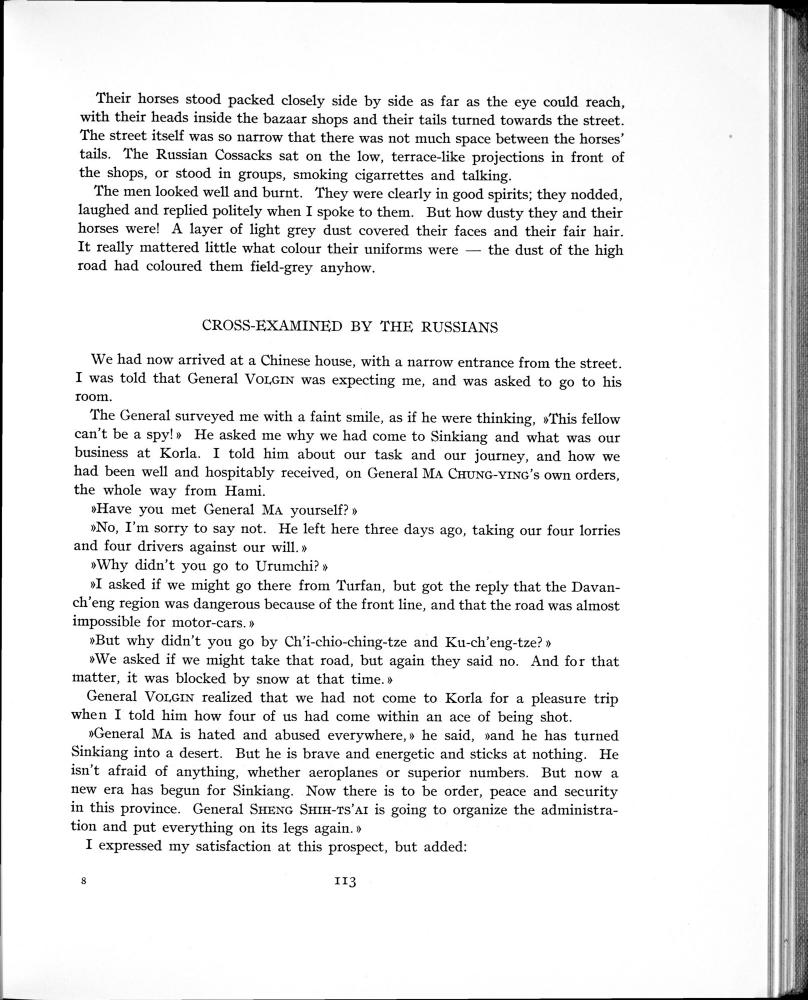 Their horses stood packed closely side by side as far as the eye could reach,
with their heads inside the bazaar shops and their tails turned towards the street.
The street itself was so narrow that there was not much space between the horses'
tails. The Russian Cossacks sat on the low, terrace-like projections in front of
the shops, or stood in groups, smoking cigarrettes and talking.
The men looked well and burnt. They were clearly in good spirits; they nodded,
laughed and replied politely when I spoke to them. But how dusty they and their
horses were! A layer of light grey dust covered their faces and their fair hair.
It really mattered little what colour their uniforms were — the dust of the high
road had coloured them field-grey anyhow.
CROSS-EXAMINED BY THE RUSSIANS
We had now arrived at a Chinese house, with a narrow entrance from the street.
I was told that General VOLGIN was expecting me, and was asked to go to his
room.
The General surveyed me with a faint smile, as if he were thinking, »This fellow
can't be a spy!» He asked me why we had come to Sinkiang and what was our
business at Korla. I told him about our task and our journey, and how we
had been well and hospitably received, on General MA CHUNG-YING's own orders,
the whole way from Hami.
»Have you met General MA yourself?»
»No, I'm sorry to say not. He left here three days ago, taking our four lorries
and four drivers against our will.»
»Why didn't you go to Urumchi?»
»I asked if we might go there from Turfan, but got the reply that the Davan-
ch'eng region was dangerous because of the front line, and that the road was almost
impossible for motor-cars.»
»But why didn't you go by Ch'i-chio-ching-tze and Ku-ch'eng-tze?»
»We asked if we might take that road, but again they said no. And for that
matter, it was blocked by snow at that time.»
General VOLGIN realized that we had not come to Korla for a pleasure trip
when I told him how four of us had come within an ace of being shot.
»General MA is hated and abused everywhere,» he said, »and he has turned
Sinkiang into a desert. But he is brave and energetic and sticks at nothing. He
isn't afraid of anything, whether aeroplanes or superior numbers. But now a
new era has begun for Sinkiang. Now there is to be order, peace and security
in this province. General SHENG SHIH-TS'AI is going to organize the administra-
tion and put everything on its legs again.»
I expressed my satisfaction at this prospect, but added:
8 113